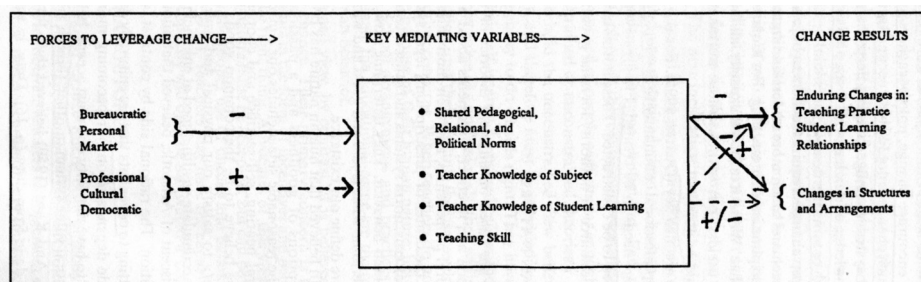 FORCES TO LEVERAGE CHANGE------->
KEY MEDIATING VARIABLES------->
CHANGE RESULTS
Bureaucratic
Personal
Market
}
−
Professional
Cultural
Democratic
}
+
• Shared Pedagogical,
Relational, and
Political Norms
• Teacher Knowledge of Subject
• Teacher Knowledge of Student Learning
• Teaching Skill
−
−
+
+/−
{ Enduring Changes in:
Teaching Practice
Student Learning
Relationships
{ Changes in Structures
and Arrangements